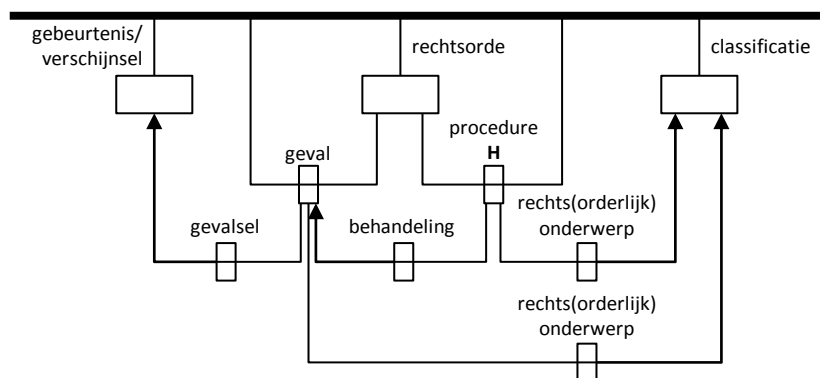 gebeurtenis/
verschijnsel
rechtsorde
classificatie
procedure
H
geval
rechts(orderlijk)
onderwerp
gevalsel
behandeling
rechts(orderlijk)
onderwerp